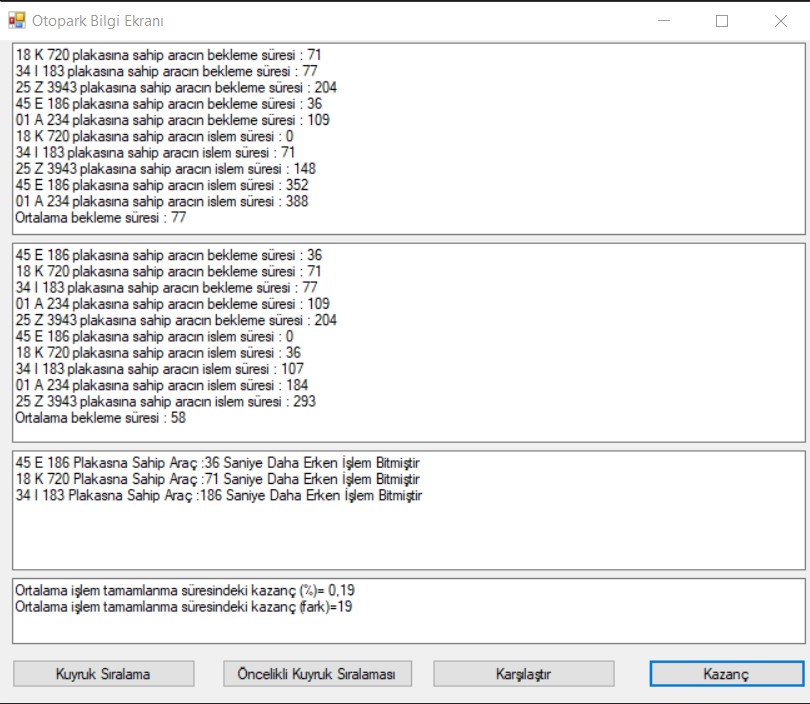 Otopark Bilgi Ekranı
18 K 720 plakasına sahip aracın bekleme süresi : 71
34 I 183 plakasına sahip aracın bekleme süresi : 77
25 Z 3943 plakasına sahip aracın bekleme süresi : 204
45 E 186 plakasına sahip aracın bekleme süresi : 36
01 A 234 plakasına sahip aracın bekleme süresi : 109
18 K 720 plakasına sahip aracın islem süresi : 0
34 I 183 plakasına sahip aracın islem süresi : 71
25 Z 3943 plakasına sahip aracın islem süresi : 148
45 E 186 plakasına sahip aracın islem süresi : 352
01 A 234 plakasına sahip aracın islem süresi : 388
Ortalama bekleme süresi : 77
45 E 186 plakasına sahip aracın bekleme süresi : 36
18 K 720 plakasına sahip aracın bekleme süresi : 71
34 I 183 plakasına sahip aracın bekleme süresi : 77
01 A 234 plakasına sahip aracın bekleme süresi : 109
25 Z 3943 plakasına sahip aracın bekleme süresi : 204
45 E 186 plakasına sahip aracın islem süresi : 0
18 K 720 plakasına sahip aracın islem süresi : 36
34 I 183 plakasına sahip aracın islem süresi : 107
01 A 234 plakasına sahip aracın islem süresi : 184
25 Z 3943 plakasına sahip aracın islem süresi : 293
Ortalama bekleme süresi : 58
45 E 186 Plakasna Sahip Araç :36 Saniye Daha Erken İşlem Bitmiştir
18 K 720 Plakasna Sahip Araç :71 Saniye Daha Erken İşlem Bitmiştir
34 I 183 Plakasna Sahip Araç :186 Saniye Daha Erken İşlem Bitmiştir
Ortalama işlem tamamlanma süresindeki kazanç (%)= 0,19
Ortalama işlem tamamlanma süresindeki kazanç (fark)=19
Kuyruk Sıralama
Öncelikli Kuyruk Sıralaması
Karşılaştır
Kazanç